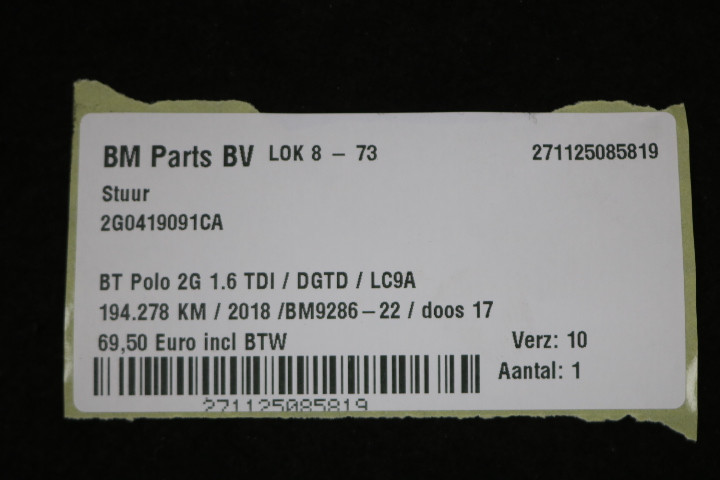 BM Parts BV LOK 8 - 73 271125085819
Stuur
2G0419091CA
BT Polo 2G 1.6 TDI / DGTD / LC9A
194.278 KM / 2018 /BM9286-22 / doos 17
69,50 Euro incl BTW Verz: 10
Aantal: 1
271125085819